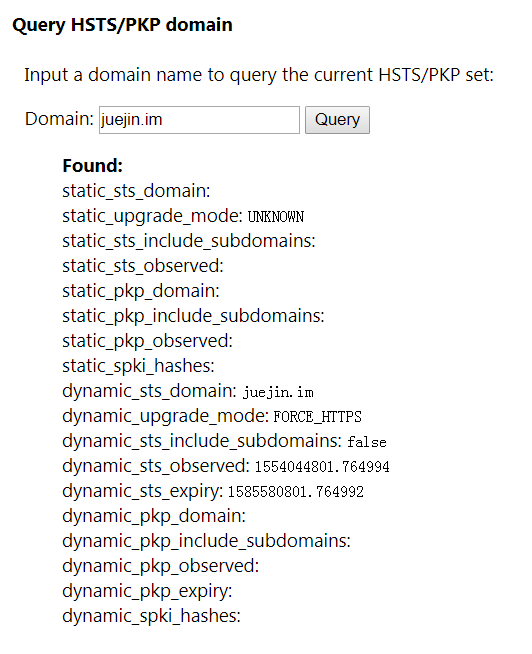 Query HSTS/PKP domain
Input a domain name to query the current HSTS/PKP set:
Domain: juejin.im Query
Found:
static_sts_domain:
static_upgrade_mode: UNKNOWN
static_sts_include_subdomains:
static_sts_observed:
static_pkp_domain:
static_pkp_include_subdomains:
static_pkp_observed:
static_spki_hashes:
dynamic_sts_domain: juejin.im
dynamic_upgrade_mode: FORCE_HTTPS
dynamic_sts_include_subdomains: false
dynamic_sts_observed: 1554044801.764994
dynamic_sts_expiry: 1585580801.764992
dynamic_pkp_domain:
dynamic_pkp_include_subdomains:
dynamic_pkp_observed:
dynamic_pkp_expiry:
dynamic_spki_hashes: